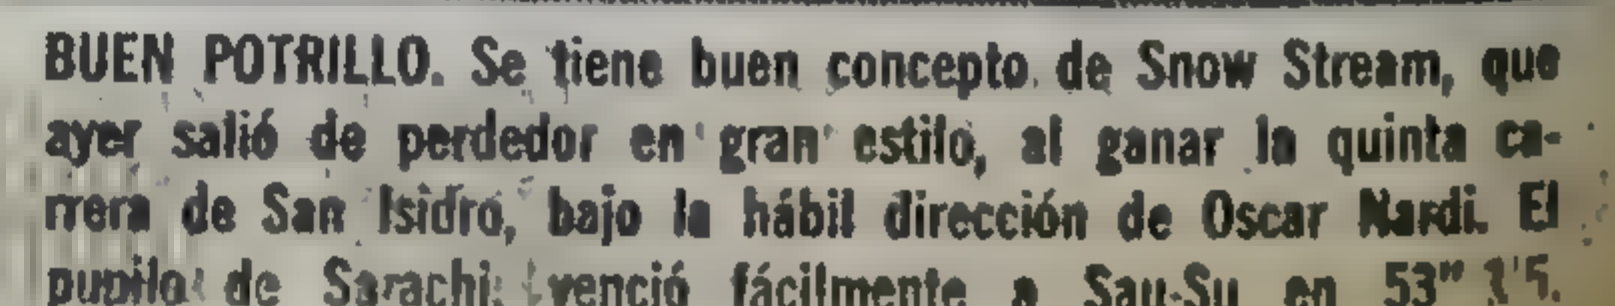 BUEN POTRILLO. Se tiene buen concepto de Snow Stream, que
ayer salió de perdedor en gran estilo, al ganar la quinta ca-
rrera de San Isidro, bajo la hábil dirección de Oscar Nardi. El
pupilo de Sarachi venció fácilmente a Sau-Su en 53"